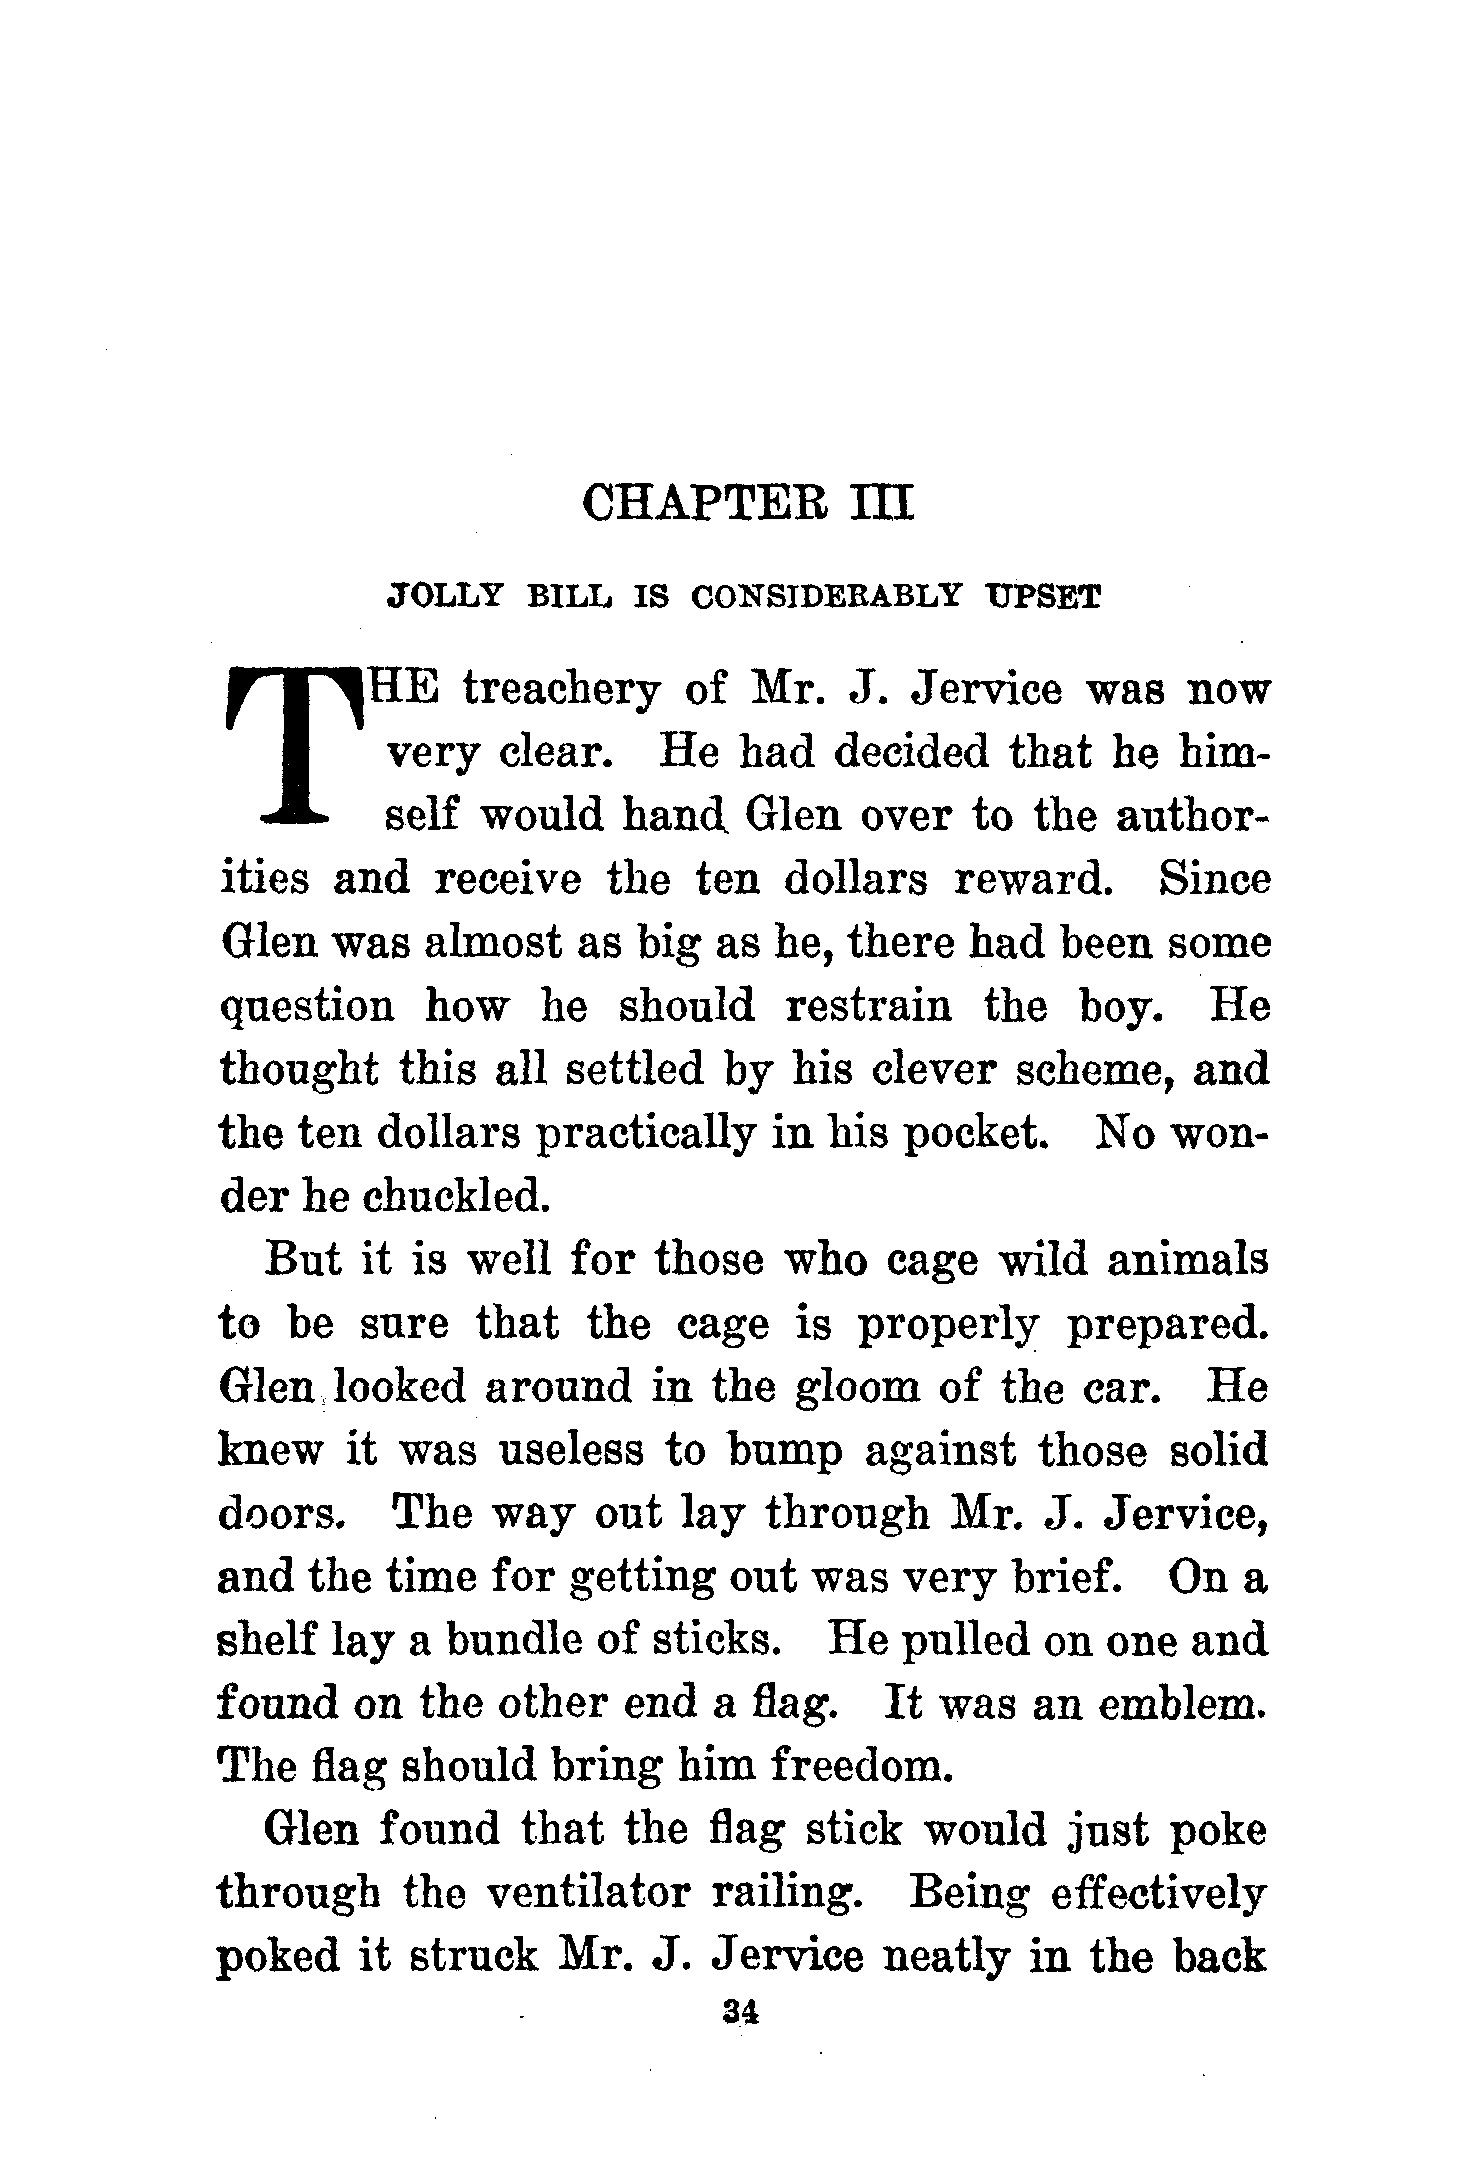 CHAPTER III
JOLLY BILL IS CONSIDERABLY UPSET
THE treachery of Mr. J. Jervice was now
very clear. He had decided that he him-
self would hand Glen over to the author-
ities and receive the ten dollars reward. Since
Glen was almost as big as he, there had been some
question how he should restrain the boy. He
thought this all settled by his clever scheme, and
the ten dollars practically in his pocket. No won-
der he chuckled.
But it is well for those who cage wild animals
to be sure that the cage is properly prepared.
Glen looked around in the gloom of the car. He
knew it was useless to bump against those solid
doors. The way out lay through Mr. J. Jervice,
and the time for getting out was very brief. On a
shelf lay a bundle of sticks. He pulled on one and
found on the other end a flag. It was an emblem.
The flag should bring him freedom.
Glen found that the flag stick would just poke
through the ventilator railing. Being effectively
poked it struck Mr. J. Jervice neatly in the back
34